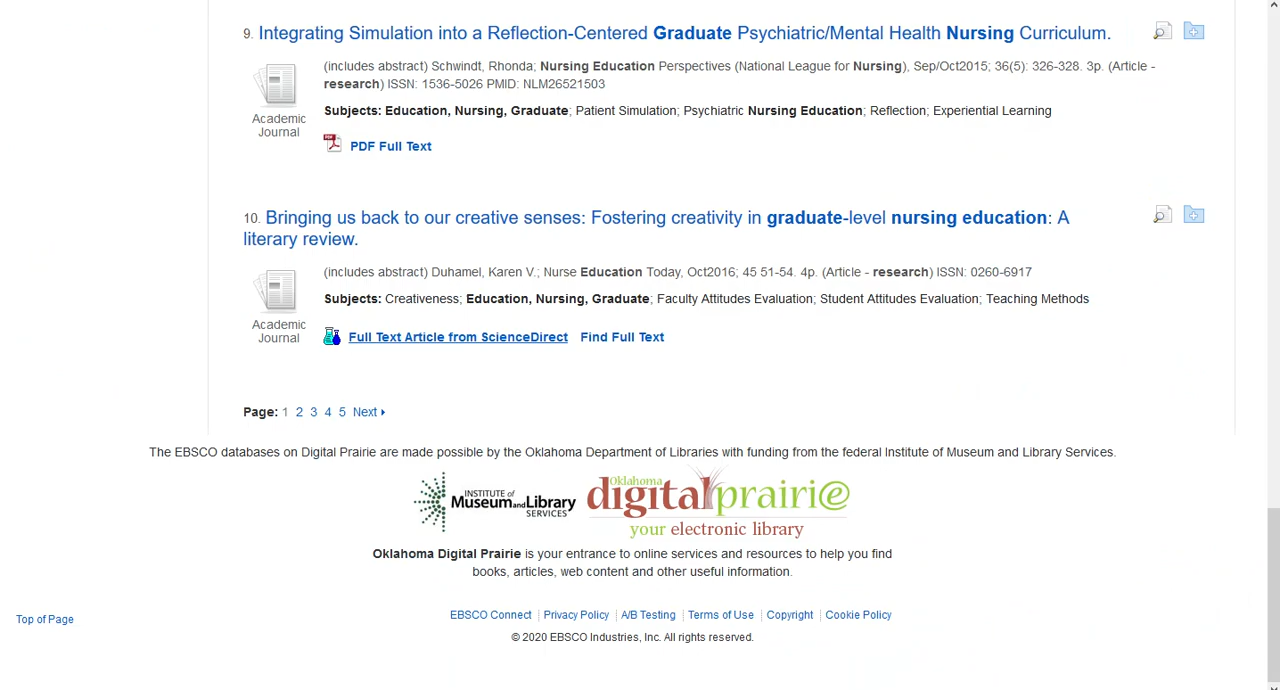 9. Integrating Simulation into a Reflection-Centered Graduate Psychiatric/Mental Health Nursing Curriculum.
(includes abstract) Schwindt, Rhonda; Nursing Education Perspectives (National League for Nursing), Sep/Oct2015; 36(5): 326-328. 3p. (Article - 
research) ISSN: 1536-5026 PMID: NLM26521503
Academic
Journal
Subjects: Education, Nursing, Graduate; Patient Simulation; Psychiatric Nursing Education; Reflection; Experiential Learning
PDF Full Text
10. Bringing us back to our creative senses: Fostering creativity in graduate-level nursing education: A
literary review.
(includes abstract) Duhamel, Karen V.; Nurse Education Today, Oct2016; 45 51-54. 4p. (Article - research) ISSN: 0260-6917
Academic
Journal
Subjects: Creativeness; Education, Nursing, Graduate; Faculty Attitudes Evaluation; Student Attitudes Evaluation; Teaching Methods
Full Text Article from ScienceDirect Find Full Text
Page: 1 2 3 4 5 Next
The EBSCO databases on Digital Prairie are made possible by the Oklahoma Department of Libraries with funding from the federal Institute of Museum and Library Services.
INSTITUTE of
Museum and Library
SERVICES
Oklahoma
digital prairie
your electronic library
Oklahoma Digital Prairie is your entrance to online services and resources to help you find
books, articles, web content and other useful information.
Top of Page
EBSCO Connect Privacy Policy A/B Testing Terms of Use Copyright Cookie Policy
© 2020 EBSCO Industries, Inc. All rights reserved.